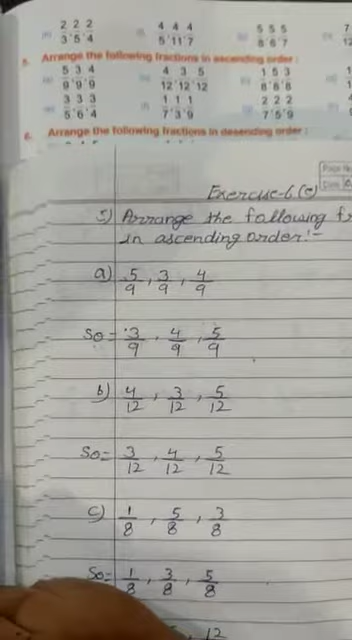 2/3, 2/5, 2/4 4/5, 4/11, 4/7 5/8, 5/6, 5/7
5. Arrange the following fractions in ascending order :
5/9, 3/9, 4/9 4/12, 3/12, 5/12 1/8, 5/8, 3/8
3/5, 3/6, 3/4 1/7, 1/3, 1/9 2/7, 2/5, 2/9
6. Arrange the following fractions in desending order :
Exercise-6(e)
5) Arrange the following
in ascending order:-
a) 5/9, 3/9, 4/9
So= 3/9, 4/9, 5/9
b) 4/12, 3/12, 5/12
So= 3/12, 4/12, 5/12
c) 1/8, 5/8, 3/8
So= 1/8, 3/8, 5/8
12